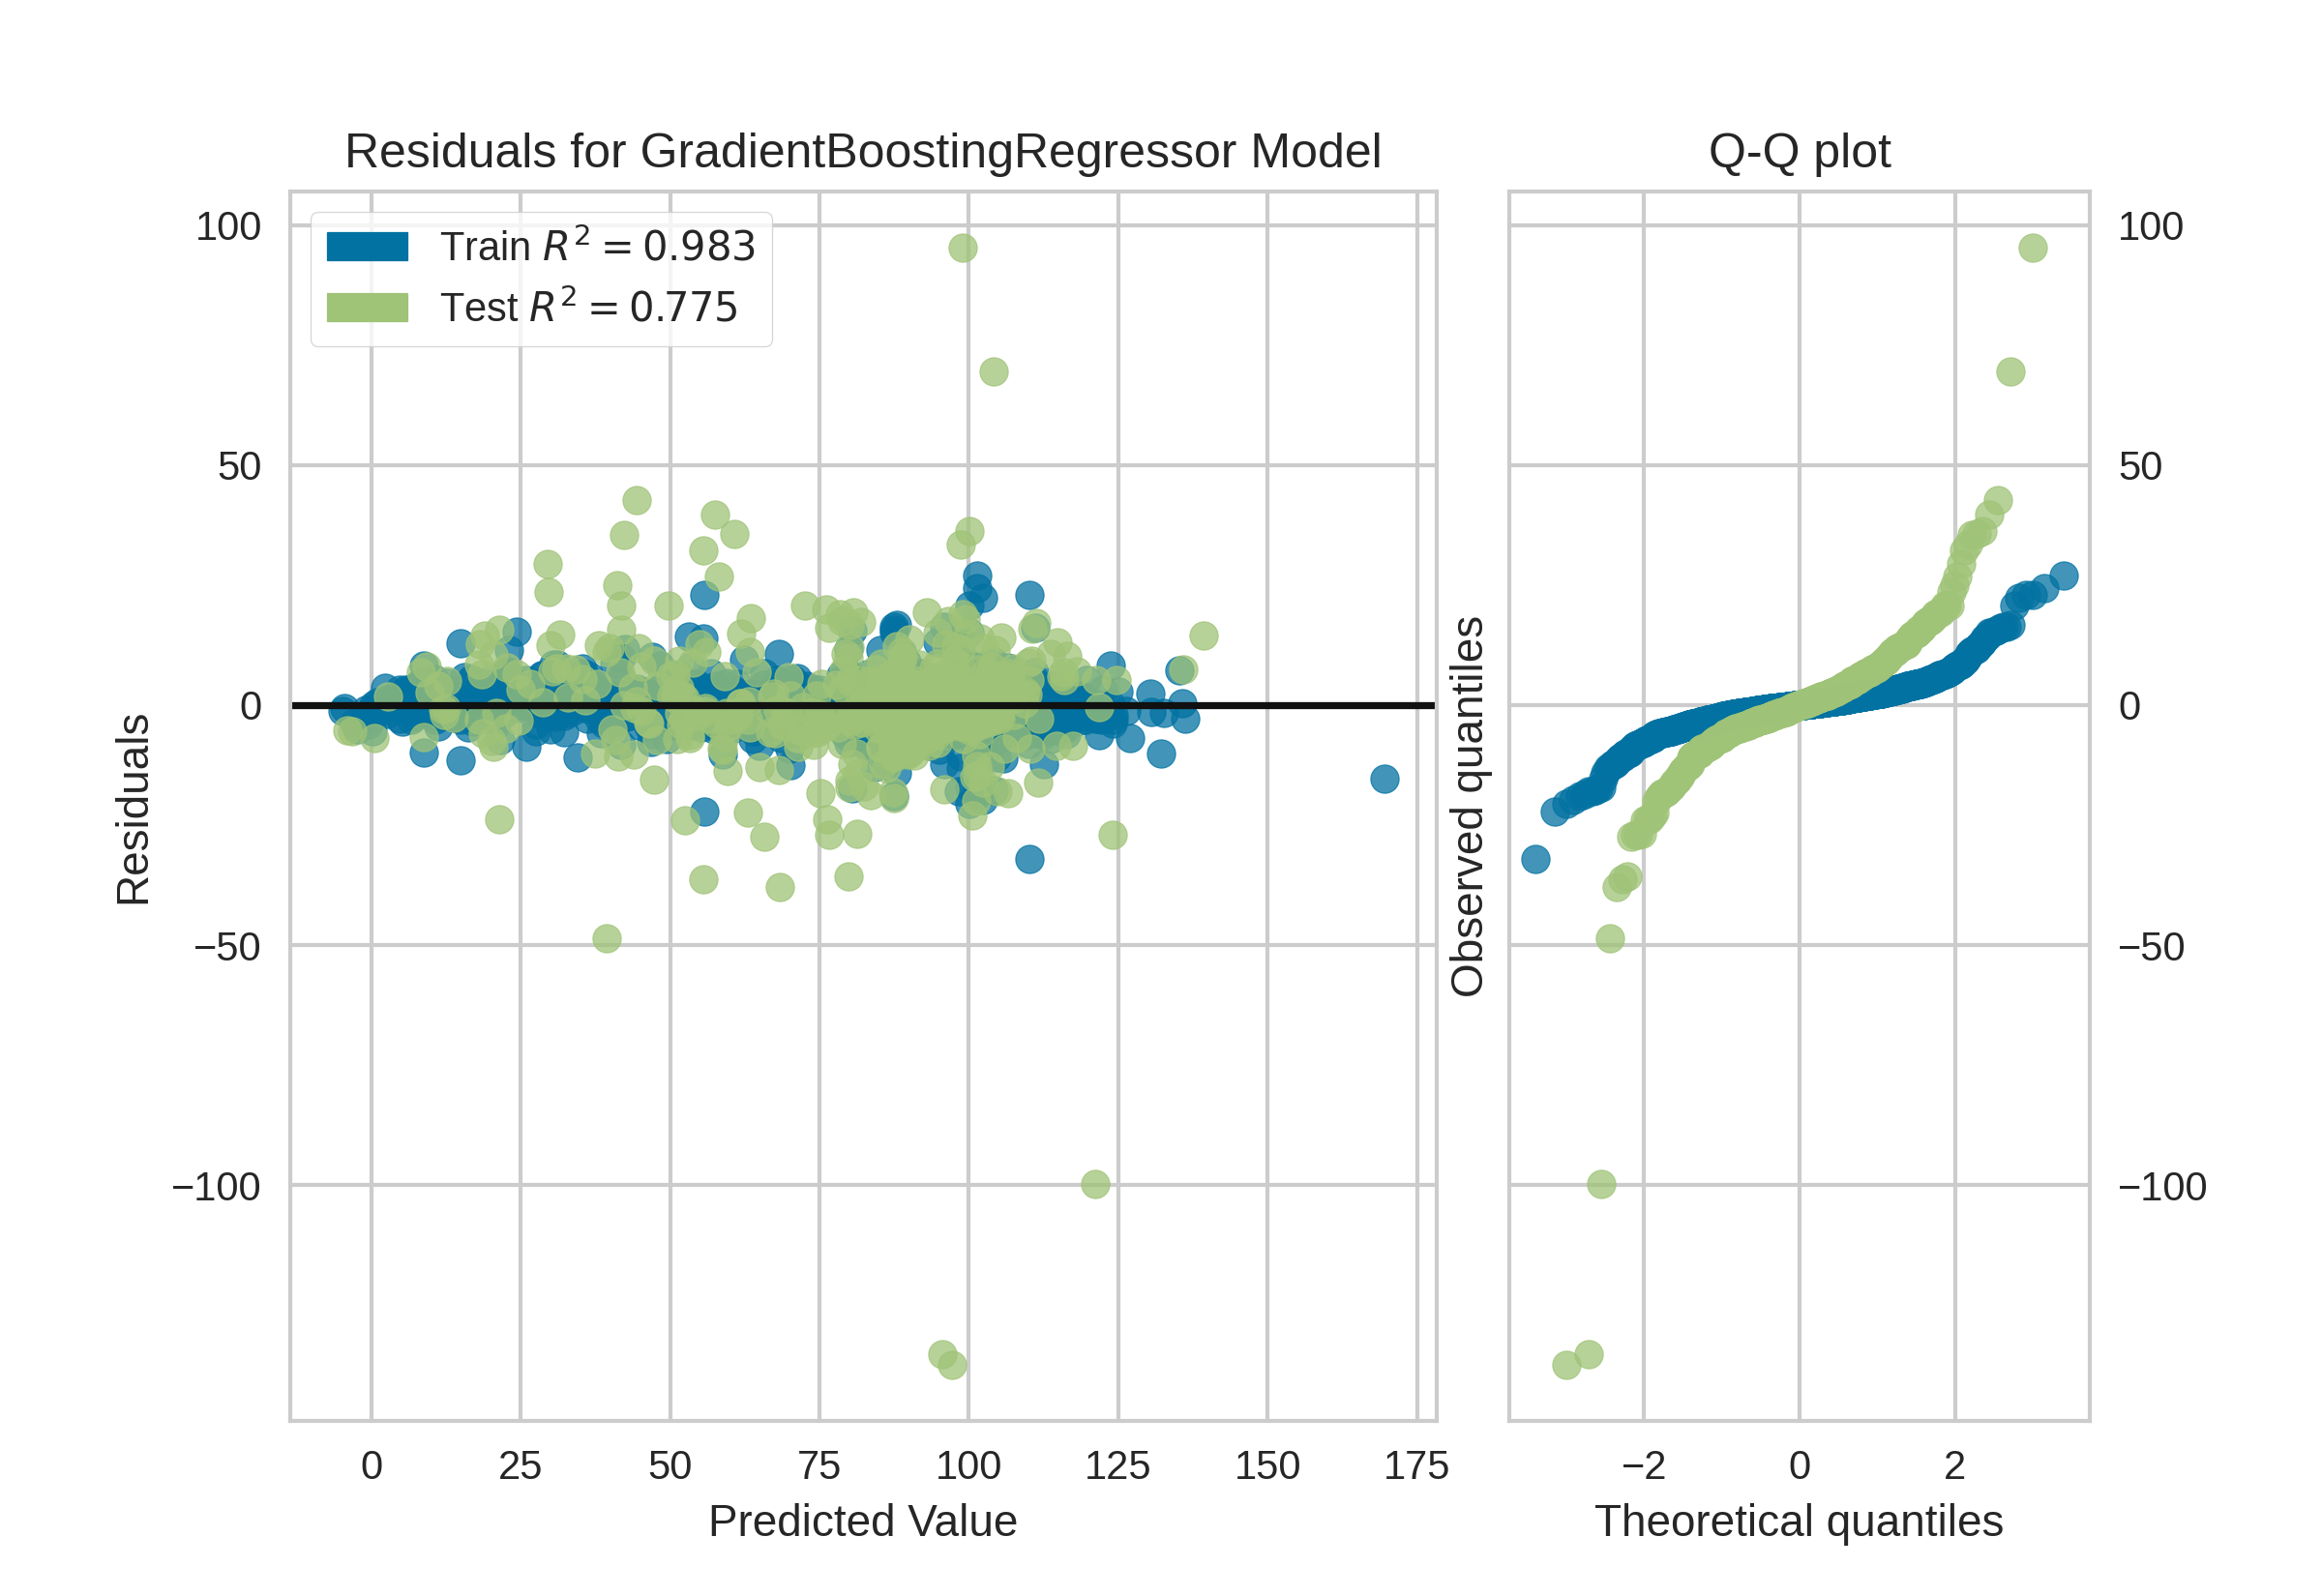 Residuals for GradientBoostingRegressor Model
Train R² = 0.983
Test R² = 0.775
100
50
0
−50
−100
Residuals
0 25 50 75 100 125 150 175
Predicted Value
Q-Q plot
Observed quantiles
100
50
0
−50
−100
−2 0 2
Theoretical quantiles